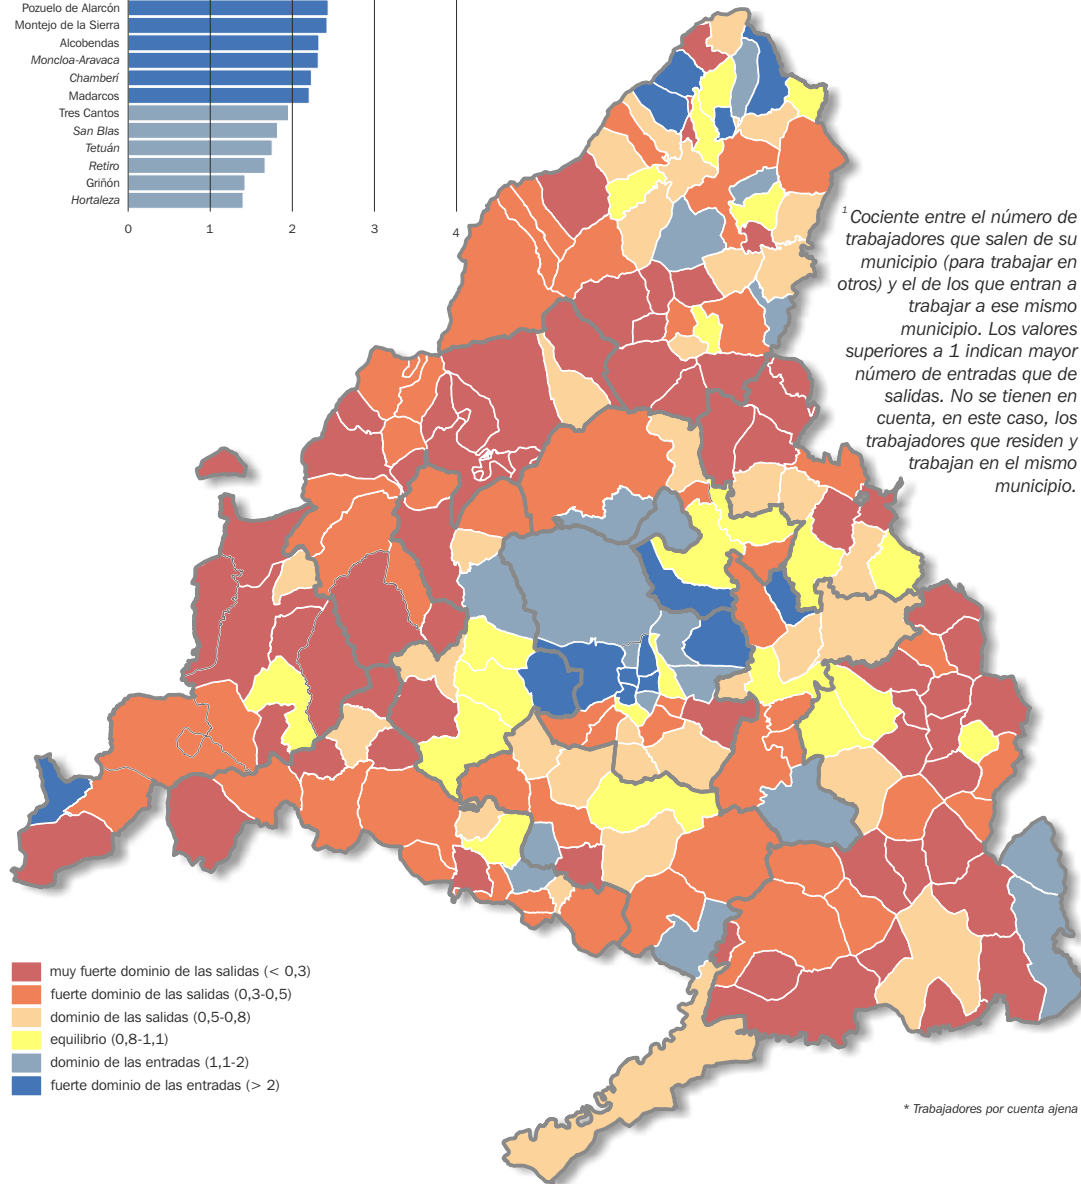 Pozuelo de Alarcón
Montejo de la Sierra
Alcobendas
Moncloa-Aravaca
Chamberí
Madarcos
Tres Cantos
San Blas
Tetuán
Retiro
Griñón
Hortaleza
0 1 2 3 4
1 Cociente entre el número de
trabajadores que salen de su
municipio (para trabajar en
otros) y el de los que entran a
trabajar a ese mismo
municipio. Los valores
superiores a 1 indican mayor
número de entradas que de
salidas. No se tienen en
cuenta, en este caso, los
trabajadores que residen y
trabajan en el mismo
municipio.
muy fuerte dominio de las salidas (< 0,3)
fuerte dominio de las salidas (0,3-0,5)
dominio de las salidas (0,5-0,8)
equilibrio (0,8-1,1)
dominio de las entradas (1,1-2)
fuerte dominio de las entradas (> 2)
* Trabajadores por cuenta ajena